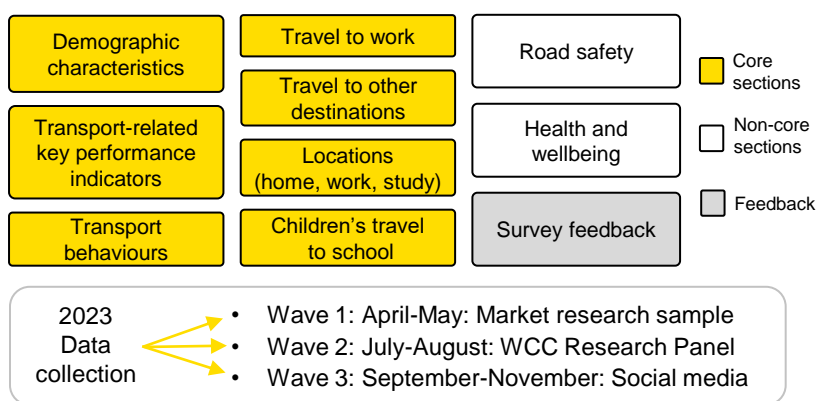 Demographic
characteristics
Transport-related
key performance
indicators
Transport
behaviours
Travel to work
Travel to other
destinations
Locations
(home, work, study)
Children’s travel
to school
Road safety
Health and
wellbeing
Survey feedback
Core
sections
Non-core
sections
Feedback
2023
Data
collection
• Wave 1: April-May: Market research sample
• Wave 2: July-August: WCC Research Panel
• Wave 3: September-November: Social media